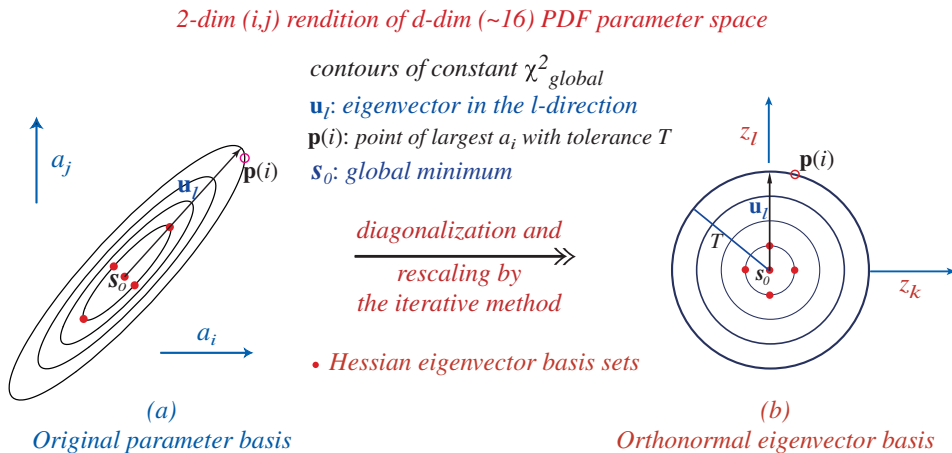 2-dim (i,j) rendition of d-dim (~16) PDF parameter space
contours of constant χ²global
u_l: eigenvector in the l-direction
p(i): point of largest a_i with tolerance T
s_0: global minimum
a_j
p(i)
u_l
s_0
a_i
diagonalization and
rescaling by
the iterative method
• Hessian eigenvector basis sets
z_l
p(i)
u_l
T
s_0
z_k
(a)
Original parameter basis
(b)
Orthonormal eigenvector basis